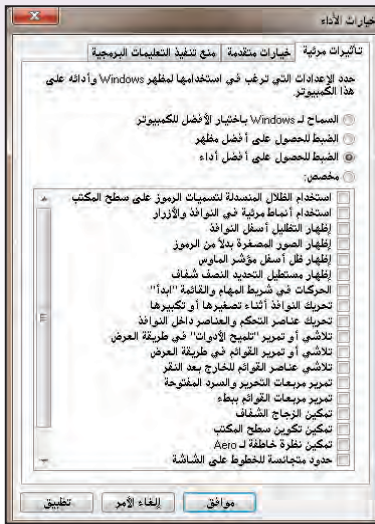 خيارات الأداء
تأثيرات مرئية
خيارات متقدمة
منع تنفيذ التعليمات البرمجية
حدد الإعدادات التي ترغب في استخدامها لمظهر Windows وأدائه على
هذا الكمبيوتر.
السماح لـ Windows باختيار الأفضل للكمبيوتر
الضبط للحصول على أفضل مظهر
الضبط للحصول على أفضل أداء
مخصص:
استخدام الظلال المنسدلة لتسميات الرموز على سطح المكتب
استخدام أنماط مرئية في النوافذ والأزرار
إظهار التظليل أسفل النوافذ
إظهار الصور المصغرة بدلاً من الرموز
إظهار ظل أسفل مؤشر الماوس
إظهار مستطيل التحديد النصف شفاف
الحركات في شريط المهام والقائمة "ابدأ"
تحريك النوافذ أثناء تصغيرها أو تكبيرها
تحريك عناصر التحكم والعناصر داخل النوافذ
تلاشي أو تمرير "تلميح الأدوات" في طريقة العرض
تلاشي أو تمرير القوائم في طريقة العرض
تلاشي عناصر القوائم للخارج بعد النقر
تمرير مربعات التحرير والسرد المفتوحة
تمرير مربعات القوائم ببطء
تمكين الزجاج الشفاف
تمكين تكوين سطح المكتب
تمكين نظرة خاطفة لـ Aero
حدود متجانسة للخطوط على الشاشة
موافق
إلغاء الأمر
تطبيق